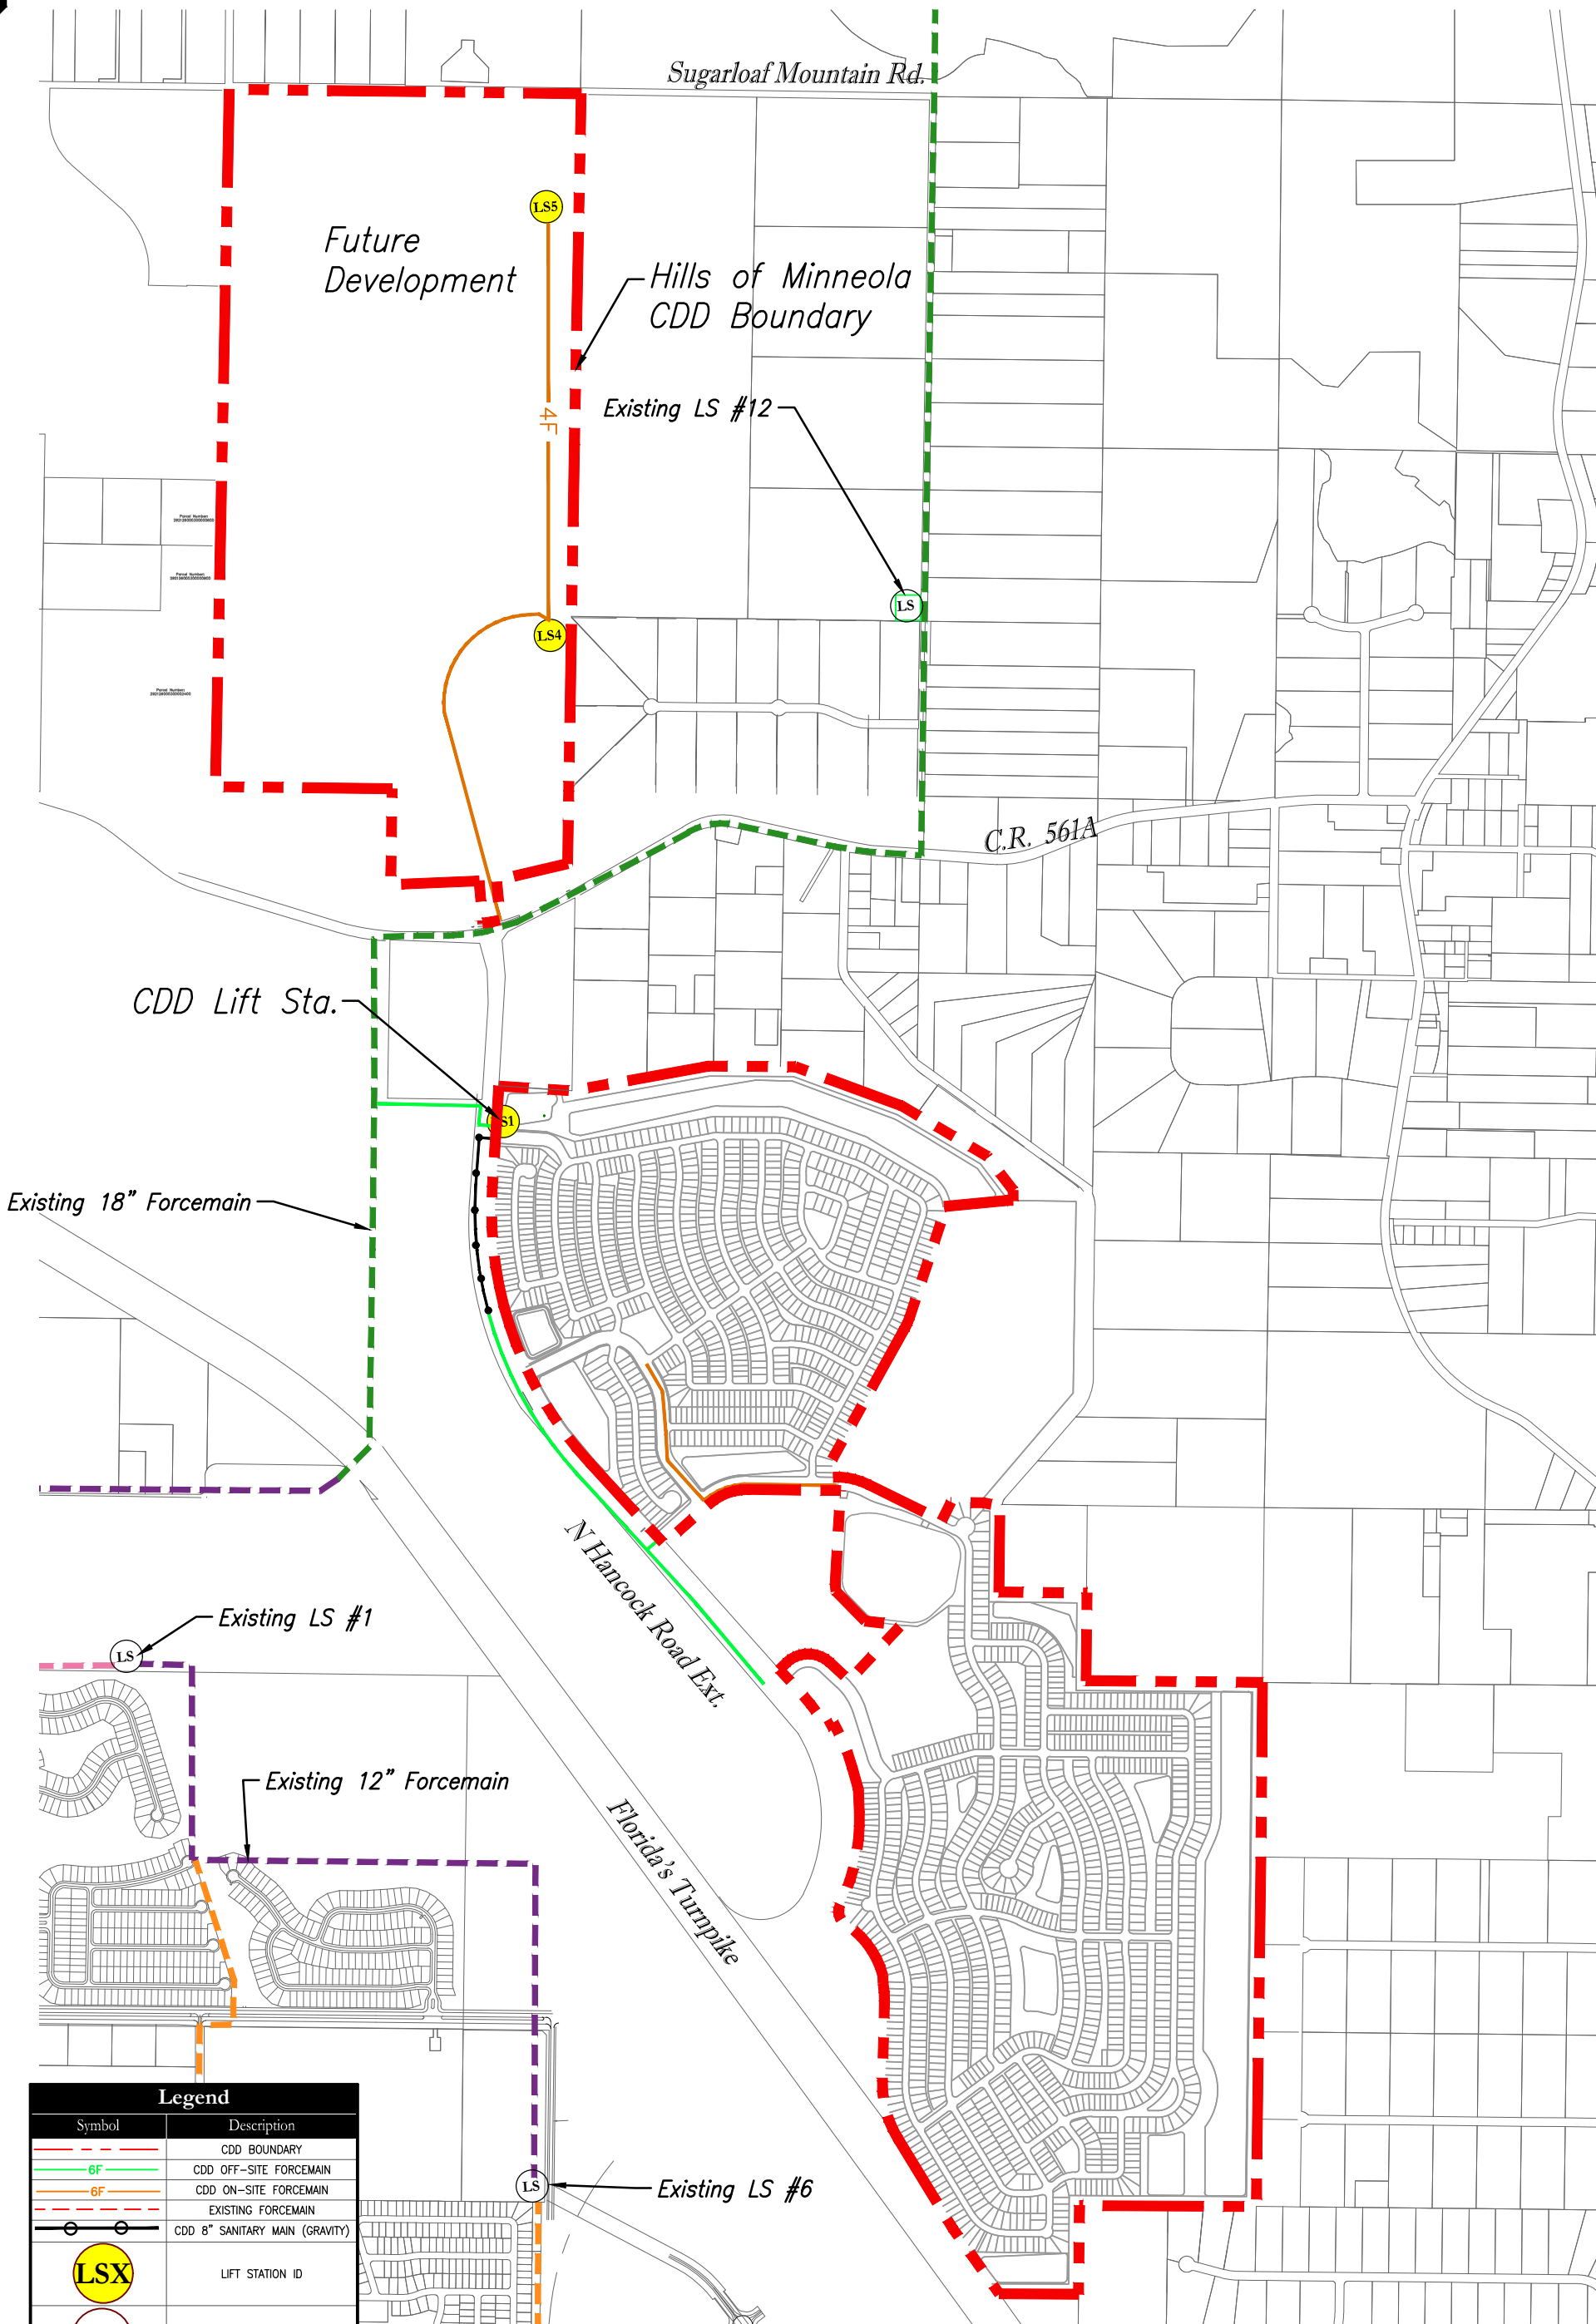 Sugarloaf Mountain Rd.
LS5
Future
Development
Hills of Minneola
CDD Boundary
4F
Existing LS #12
LS
LS4
C.R. 561A
CDD Lift Sta.
Existing 18” Forcemain
N Hancock Road Ext.
Existing LS #1
LS
Existing 12” Forcemain
Florida's Turnpike
LS
Existing LS #6
Legend
Symbol Description
CDD BOUNDARY
6F CDD OFF-SITE FORCEMAIN
6F CDD ON-SITE FORCEMAIN
EXISTING FORCEMAIN
CDD 8” SANITARY MAIN (GRAVITY)
LSX LIFT STATION ID